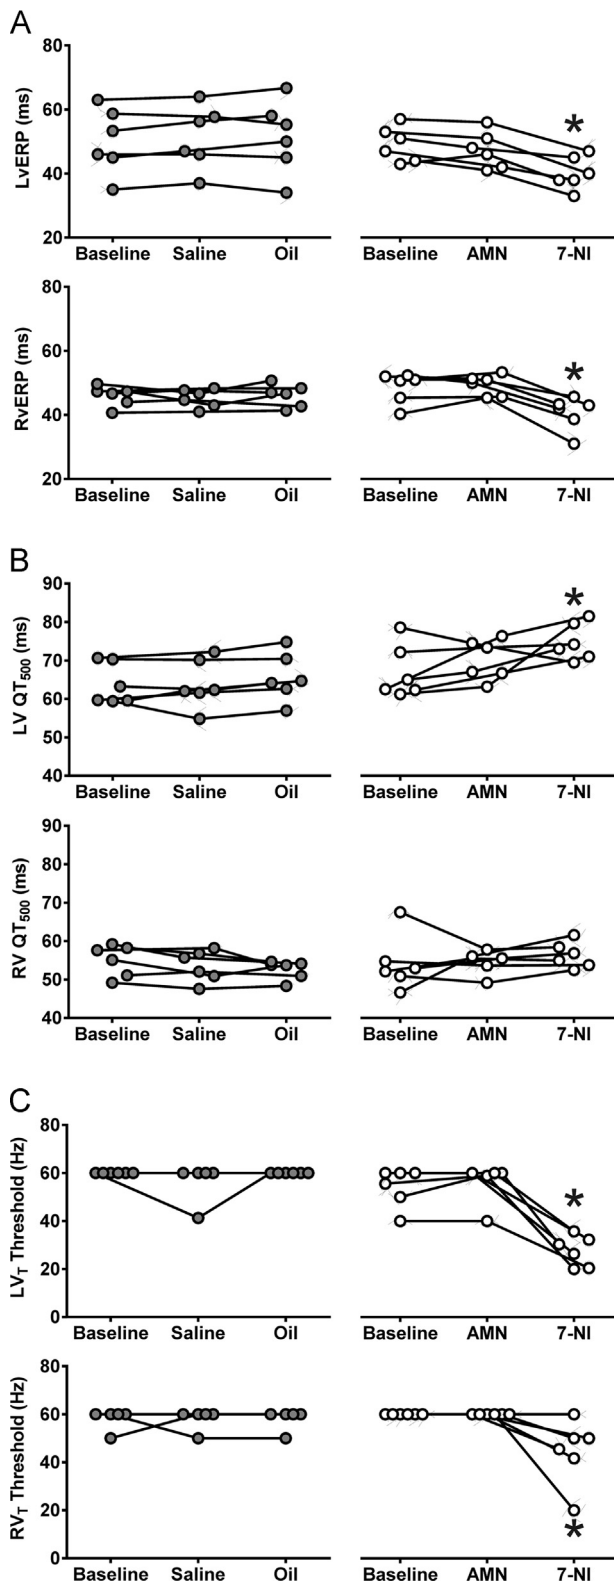 A
LvERP (ms)
80
60
40
20
Baseline Saline Oil
Baseline AMN 7-NI
*
RvERP (ms)
80
60
40
20
Baseline Saline Oil
Baseline AMN 7-NI
*
B
LV QT500 (ms)
90
80
70
60
50
40
Baseline Saline Oil
Baseline AMN 7-NI
*
RV QT500 (ms)
90
80
70
60
50
40
Baseline Saline Oil
Baseline AMN 7-NI
C
LVT Threshold (Hz)
80
60
40
20
0
Baseline Saline Oil
Baseline AMN 7-NI
*
RVT Threshold (Hz)
80
60
40
20
0
Baseline Saline Oil
Baseline AMN 7-NI
*